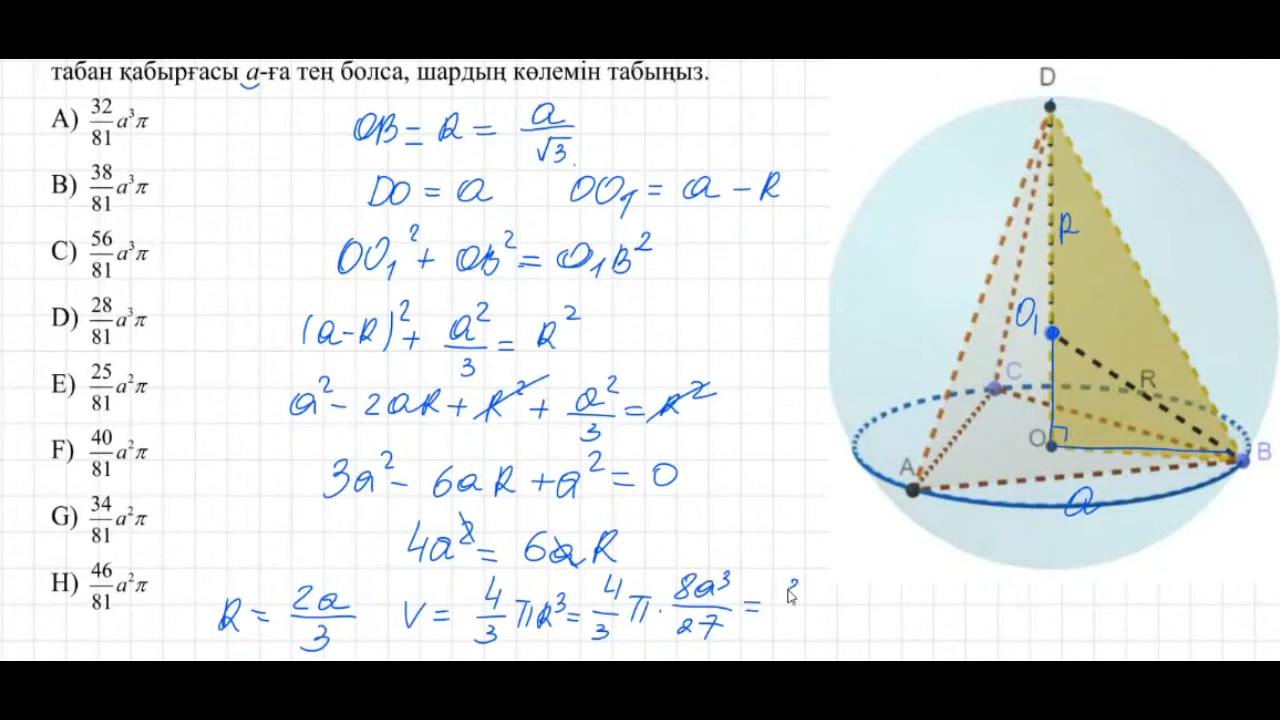 табан қабырғасы a-ға тең болса, шардың көлемін табыңыз.
A) 32/81 a³π
B) 38/81 a³π
C) 56/81 a³π
D) 28/81 a³π
E) 25/81 a²π
F) 40/81 a²π
G) 34/81 a²π
H) 46/81 a²π
OB = R = a/√3
DO = a OO₁ = a - R
OO₁² + OB² = O₁B²
(a-R)² + a²/3 = R²
a² - 2aR + R² + a²/3 = R²
3a² - 6aR + a² = 0
4a² = 6aR
R = 2a/3 V = 4/3 πR³ = 4/3 π · 8a³/27 =
D
R
O₁
C
R
O
B
A
a